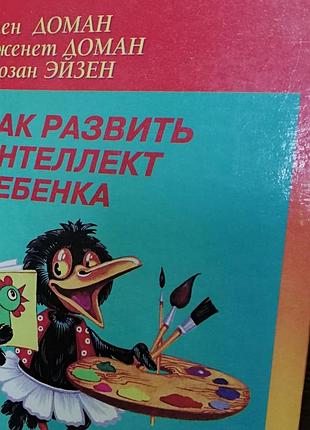 ен ДОМАН
женет ДОМАН
озан ЭЙЗЕН
АК РАЗВИТЬ
НТЕЛЛЕКТ
ЕБЕНКА